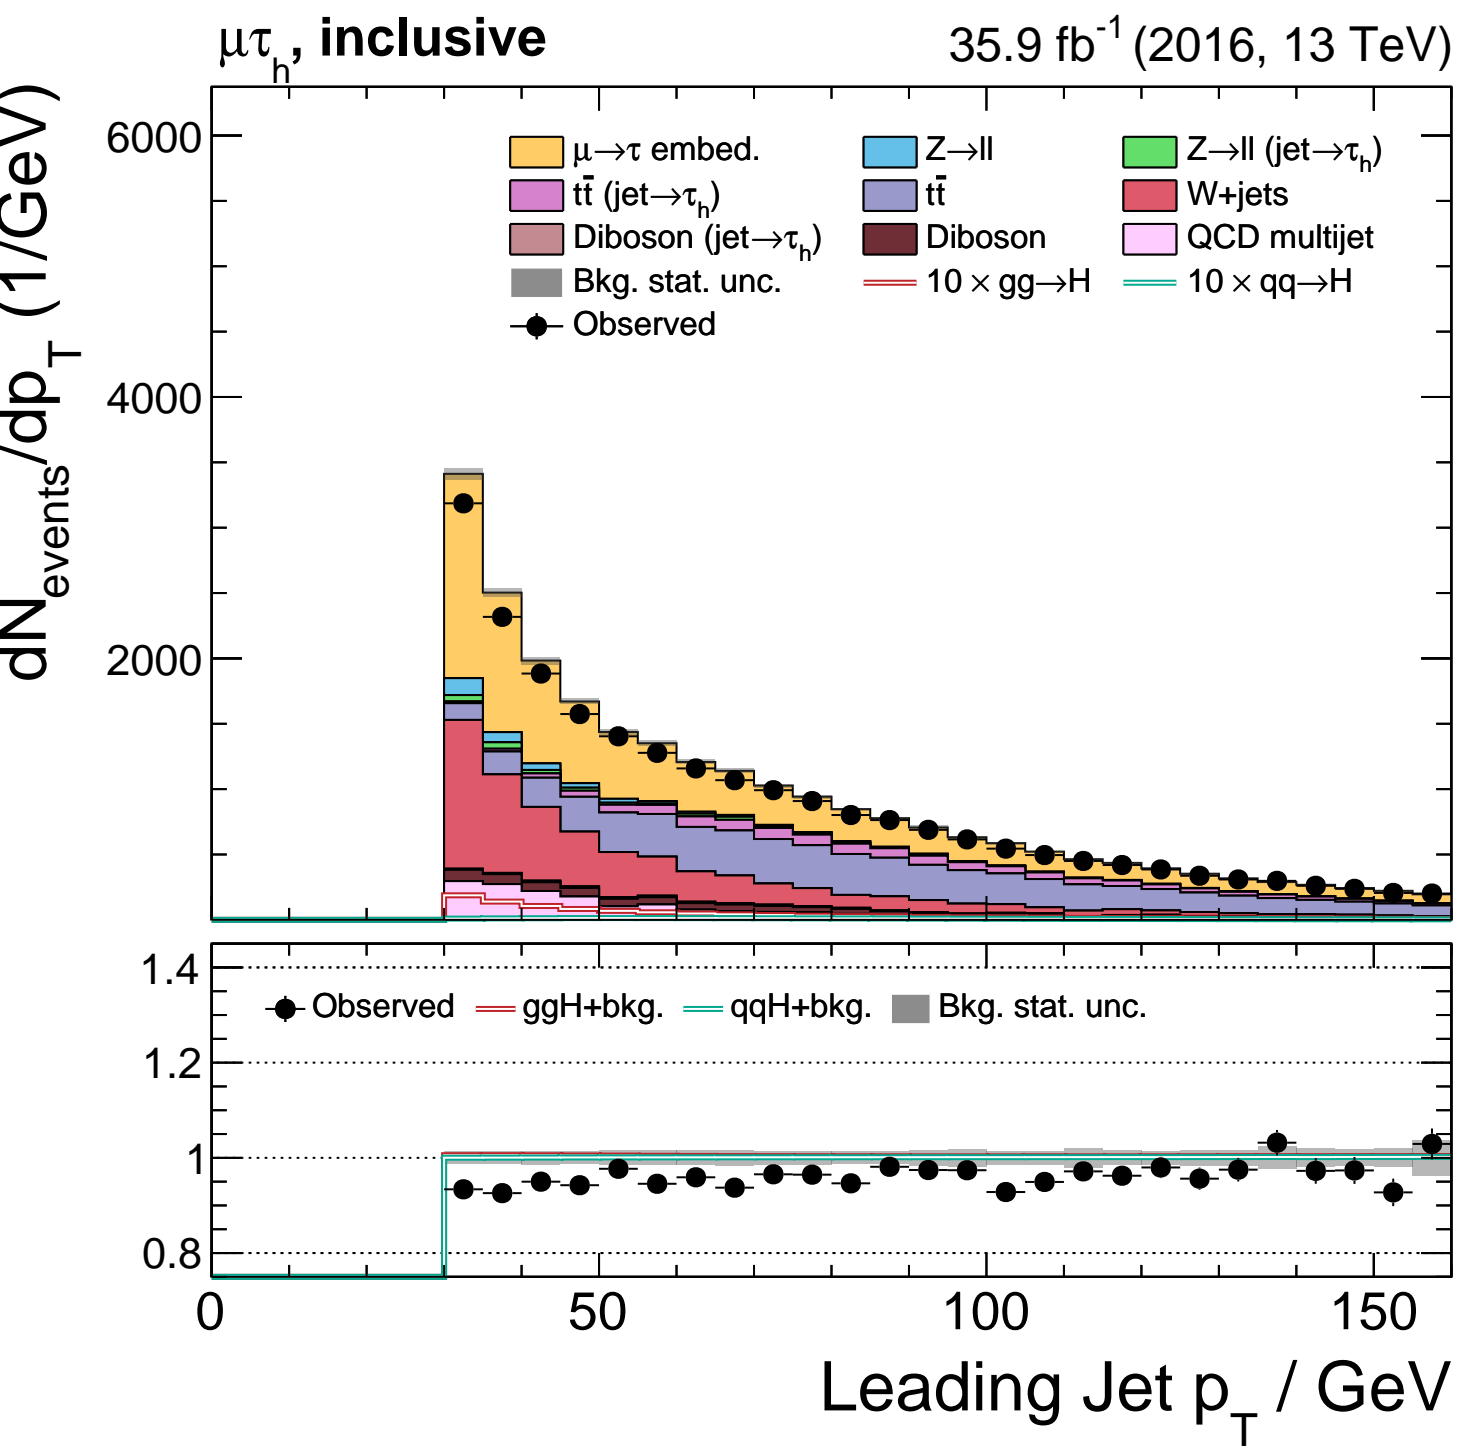 μτh, inclusive 35.9 fb-1 (2016, 13 TeV)
dNevents/dpT (1/GeV)
6000
4000
2000
μ→τ embed. Z→ll Z→ll (jet→τh)
tt̄ (jet→τh) tt̄ W+jets
Diboson (jet→τh) Diboson QCD multijet
Bkg. stat. unc. 10 × gg→H 10 × qq→H
Observed
1.4
1.2
1
0.8
Observed ggH+bkg. qqH+bkg. Bkg. stat. unc.
0 50 100 150
Leading Jet pT / GeV